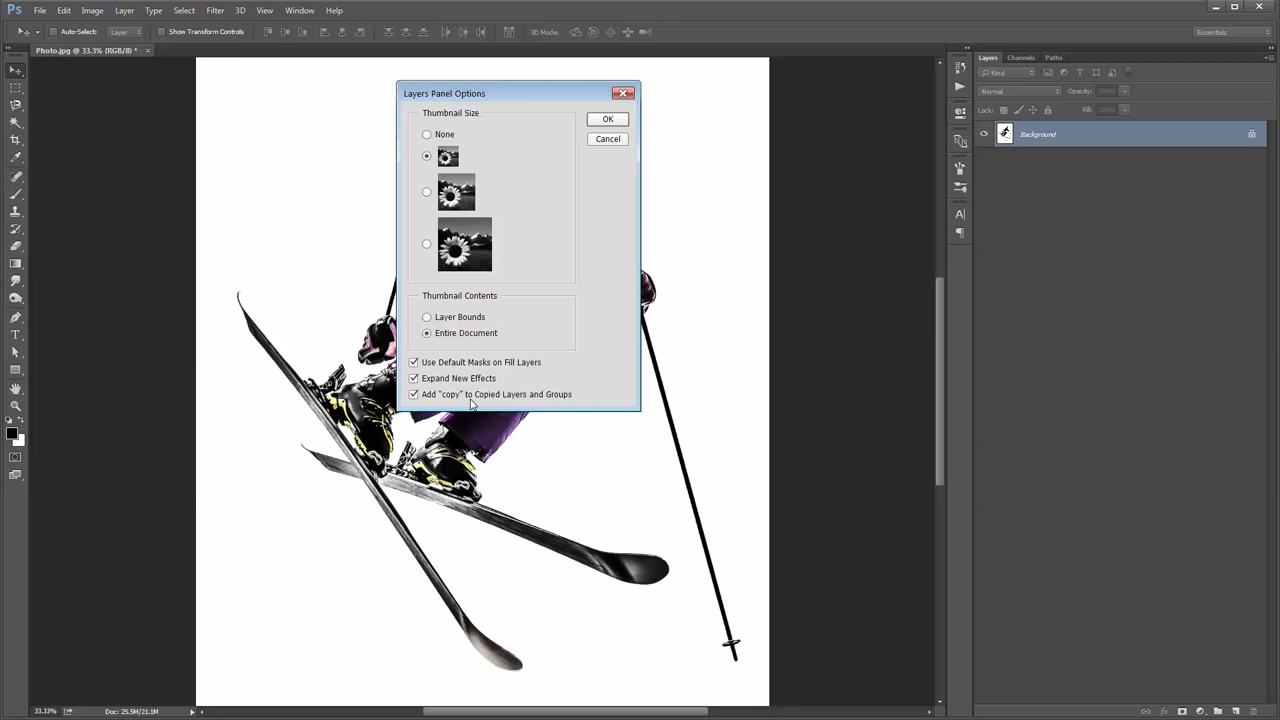 Ps File Edit Image Layer Type Select Filter 3D View Window Help
Auto-Select: Layer Show Transform Controls 3D Mode: Essentials
Photo.jpg @ 33.3% (RGB/8) * ×
Layers Channels Paths
Kind
Normal Opacity: 100%
Lock: Fill: 100%
Background
Layers Panel Options
Thumbnail Size
OK
None
Cancel
Thumbnail Contents
Layer Bounds
Entire Document
Use Default Masks on Fill Layers
Expand New Effects
Add "copy" to Copied Layers and Groups
33.33% Doc: 25.5M/21.1M